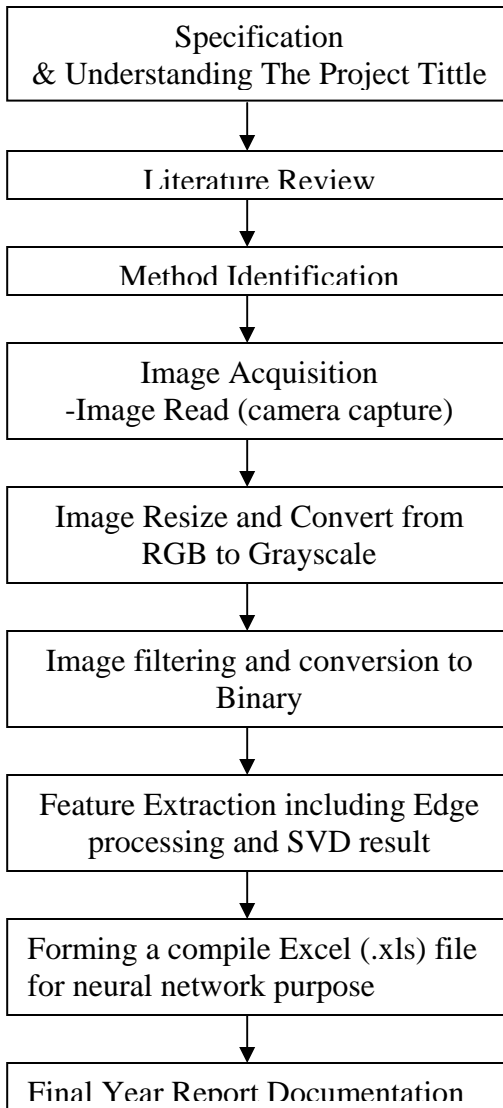 Specification
& Understanding The Project Tittle
Literature Review
Method Identification
Image Acquisition
-Image Read (camera capture)
Image Resize and Convert from
RGB to Grayscale
Image filtering and conversion to
Binary
Feature Extraction including Edge
processing and SVD result
Forming a compile Excel (.xls) file
for neural network purpose
Final Year Report Documentation